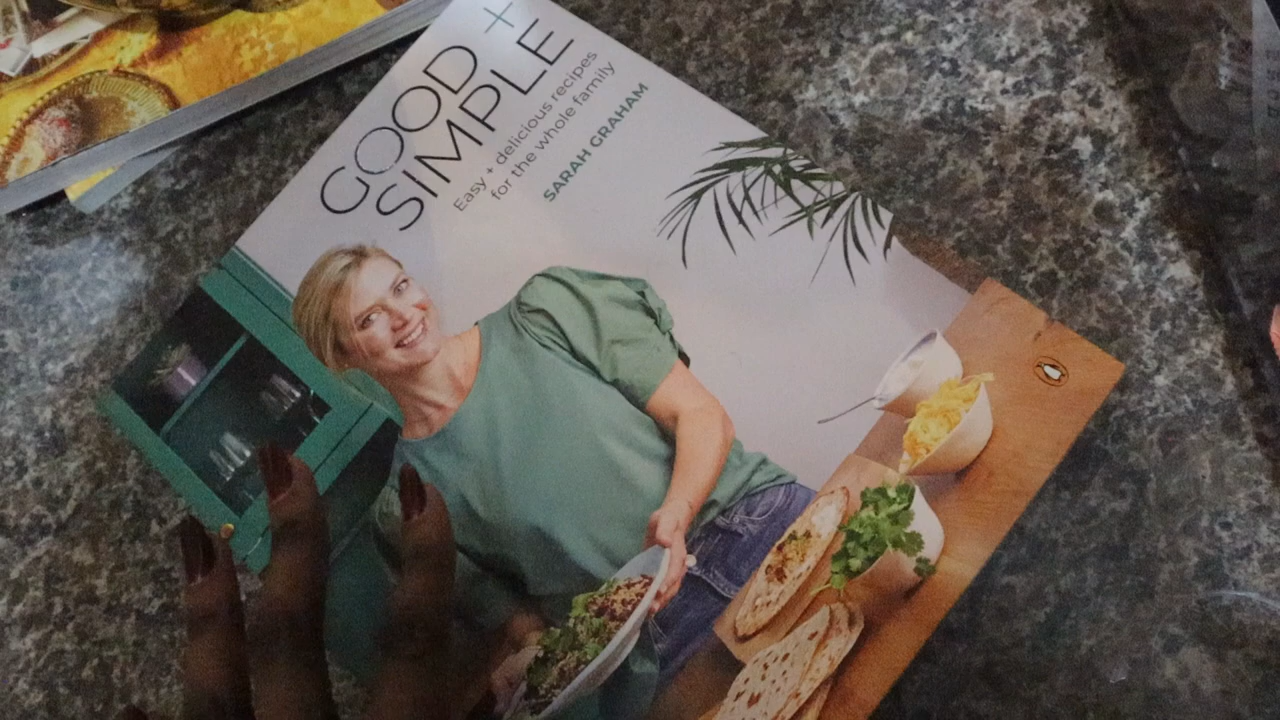 GOOD +
SIMPLE
Easy + delicious recipes
for the whole family
SARAH GRAHAM